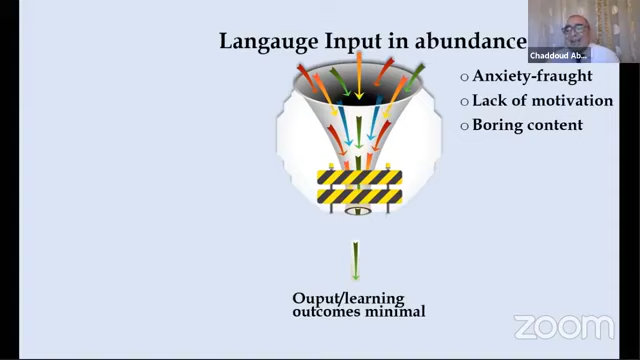 Langauge Input in abundance
Chaddoud Ab...
o Anxiety-fraught
o Lack of motivation
o Boring content
Ouput/learning
outcomes minimal
zoom